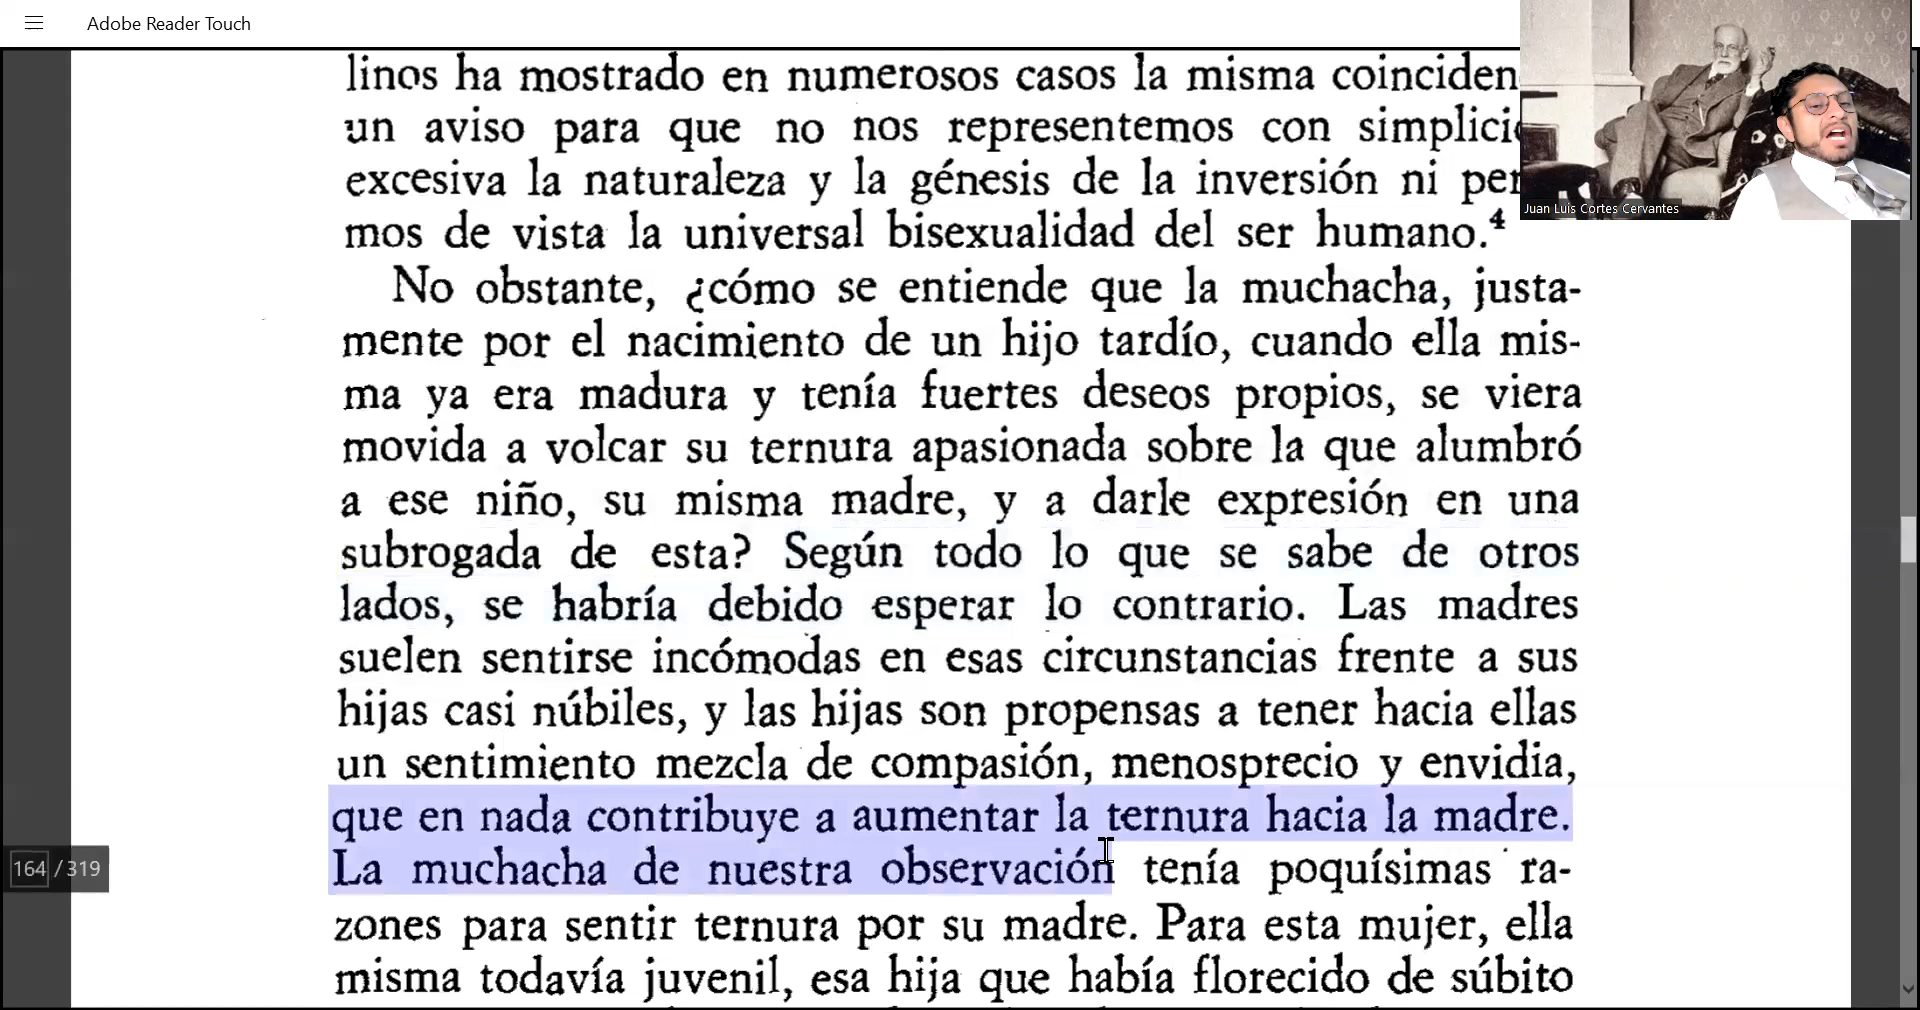 Adobe Reader Touch
linos ha mostrado en numerosos casos la misma
un aviso para que no nos representemos con
excesiva la naturaleza y la génesis de la inversión ni
mos de vista la universal bisexualidad del ser humano.⁴
No obstante, ¿cómo se entiende que la muchacha, justa-
mente por el nacimiento de un hijo tardío, cuando ella mis-
ma ya era madura y tenía fuertes deseos propios, se viera
movida a volcar su ternura apasionada sobre la que alumbró
a ese niño, su misma madre, y a darle expresión en una
subrogada de esta? Según todo lo que se sabe de otros
lados, se habría debido esperar lo contrario. Las madres
suelen sentirse incómodas en esas circunstancias frente a sus
hijas casi núbiles, y las hijas son propensas a tener hacia ellas
un sentimiento mezcla de compasión, menosprecio y envidia,
que en nada contribuye a aumentar la ternura hacia la madre.
La muchacha de nuestra observación tenía poquísimas ra-
zones para sentir ternura por su madre. Para esta mujer, ella
misma todavía juvenil, esa hija que había florecido de súbito
164 / 319
Juan Luis Cortes Cervantes